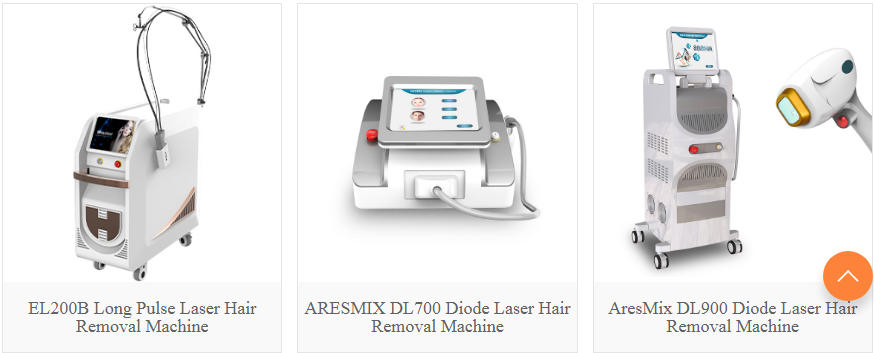 EL200B Long Pulse Laser Hair
Removal Machine
ARESMIX DL700 Diode Laser Hair
Removal Machine
AresMix DL900 Diode Laser Hair
Removal Machine